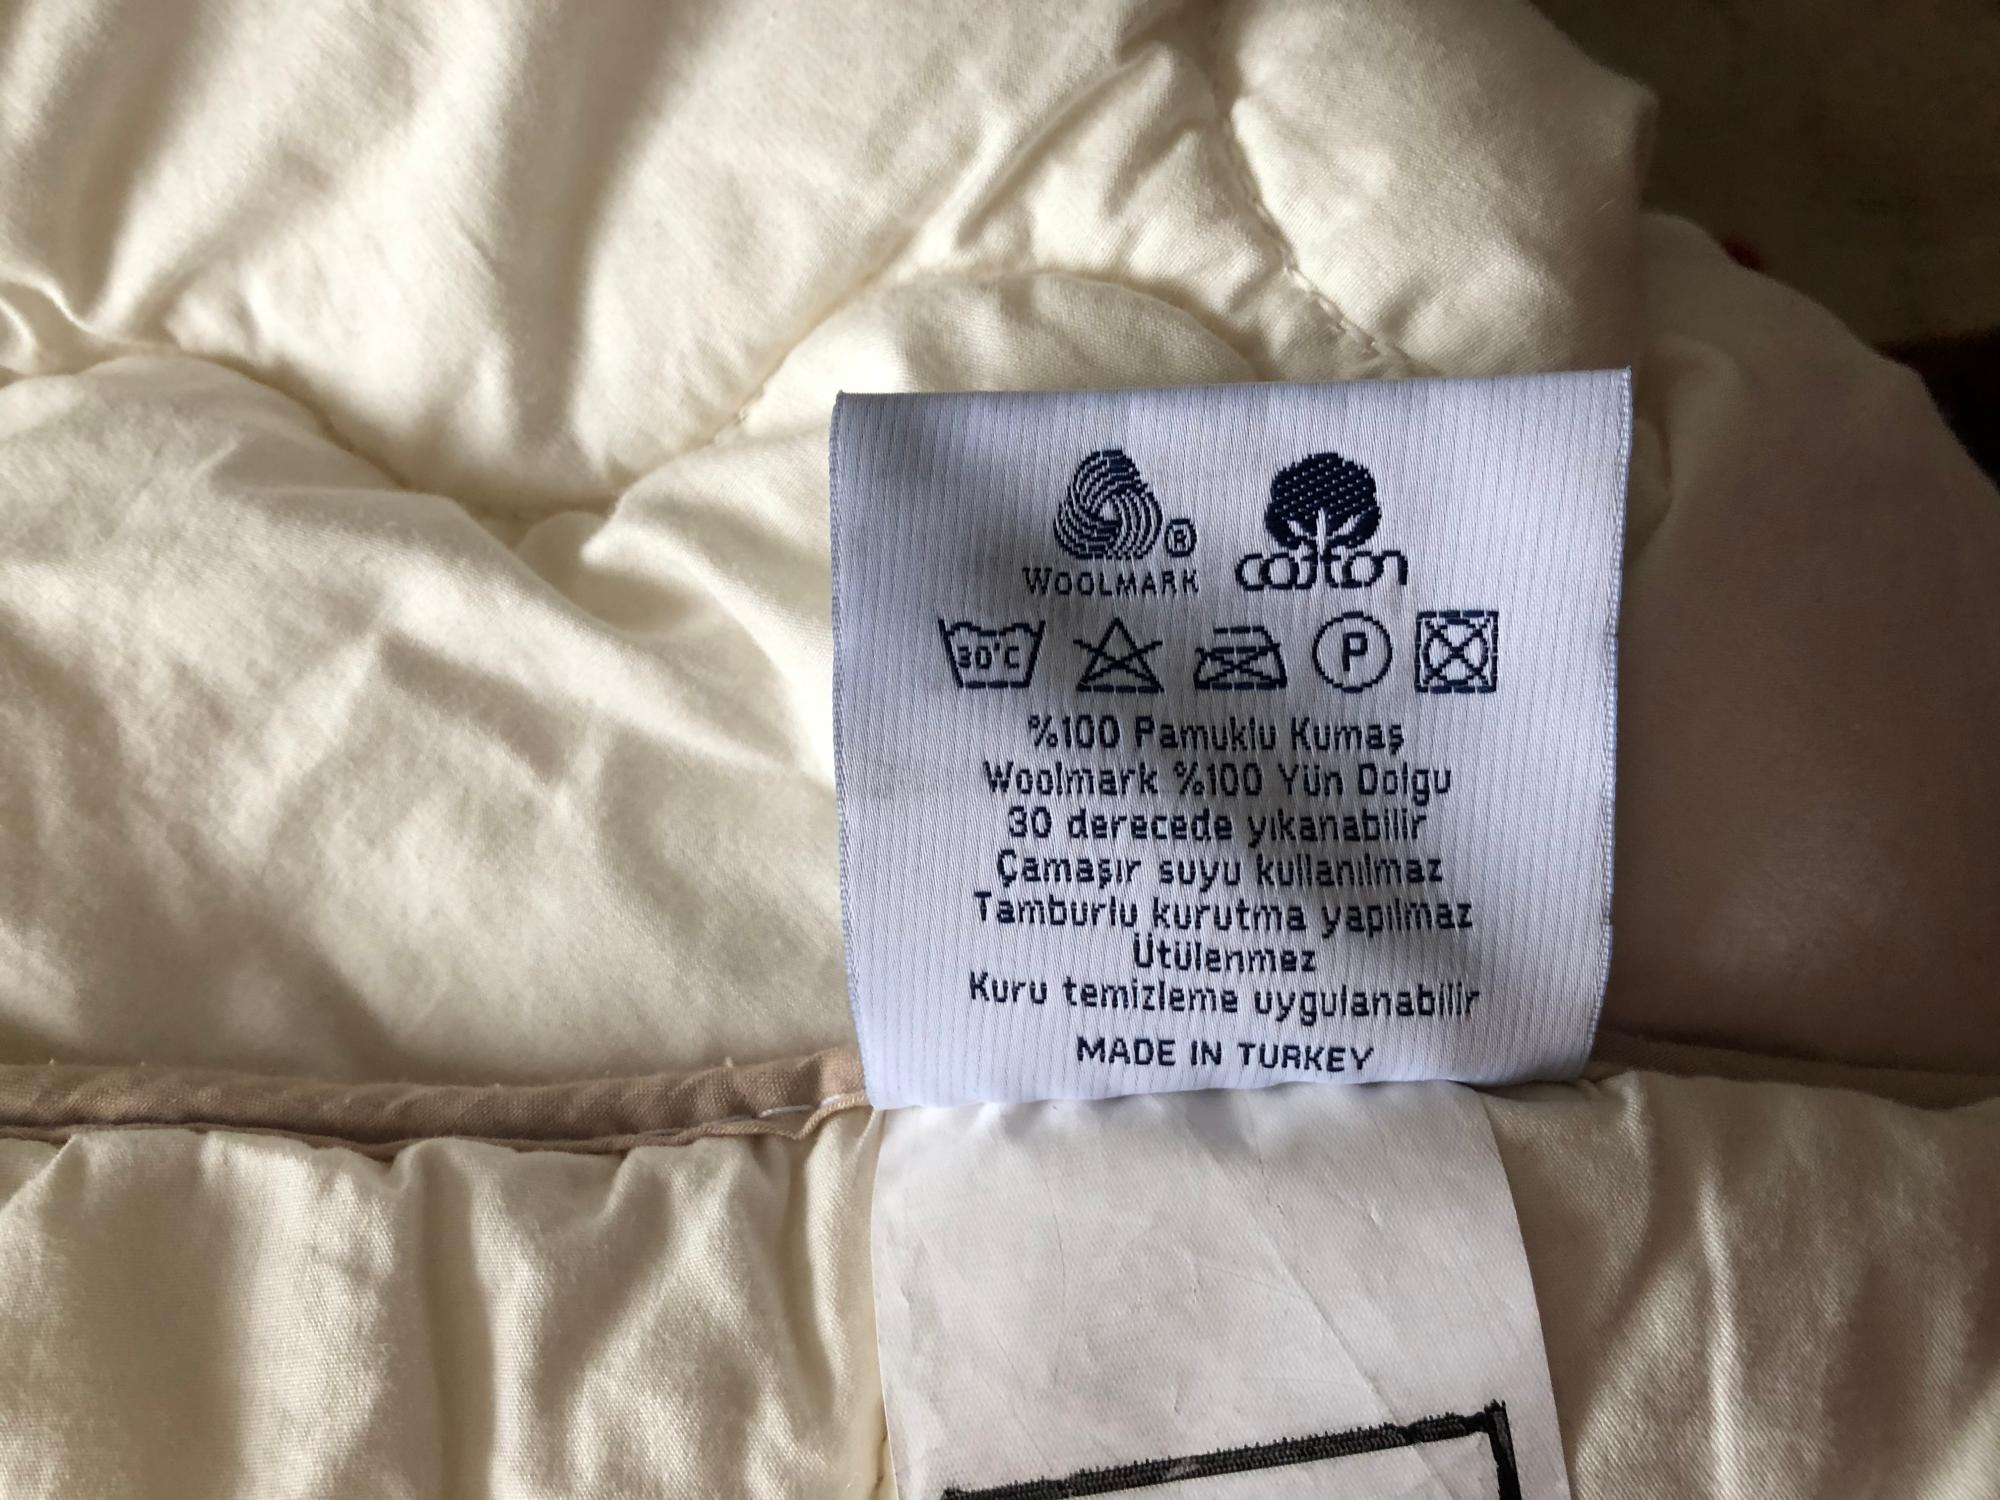 WOOLMARK ®
cotton
30°C P
%100 Pamuklu Kumaş
Woolmark %100 Yün Dolgu
30 derecede yıkanabilir
Çamaşır suyu kullanılmaz
Tamburlu kurutma yapılmaz
Ütülenmez
Kuru temizleme uygulanabilir
MADE IN TURKEY